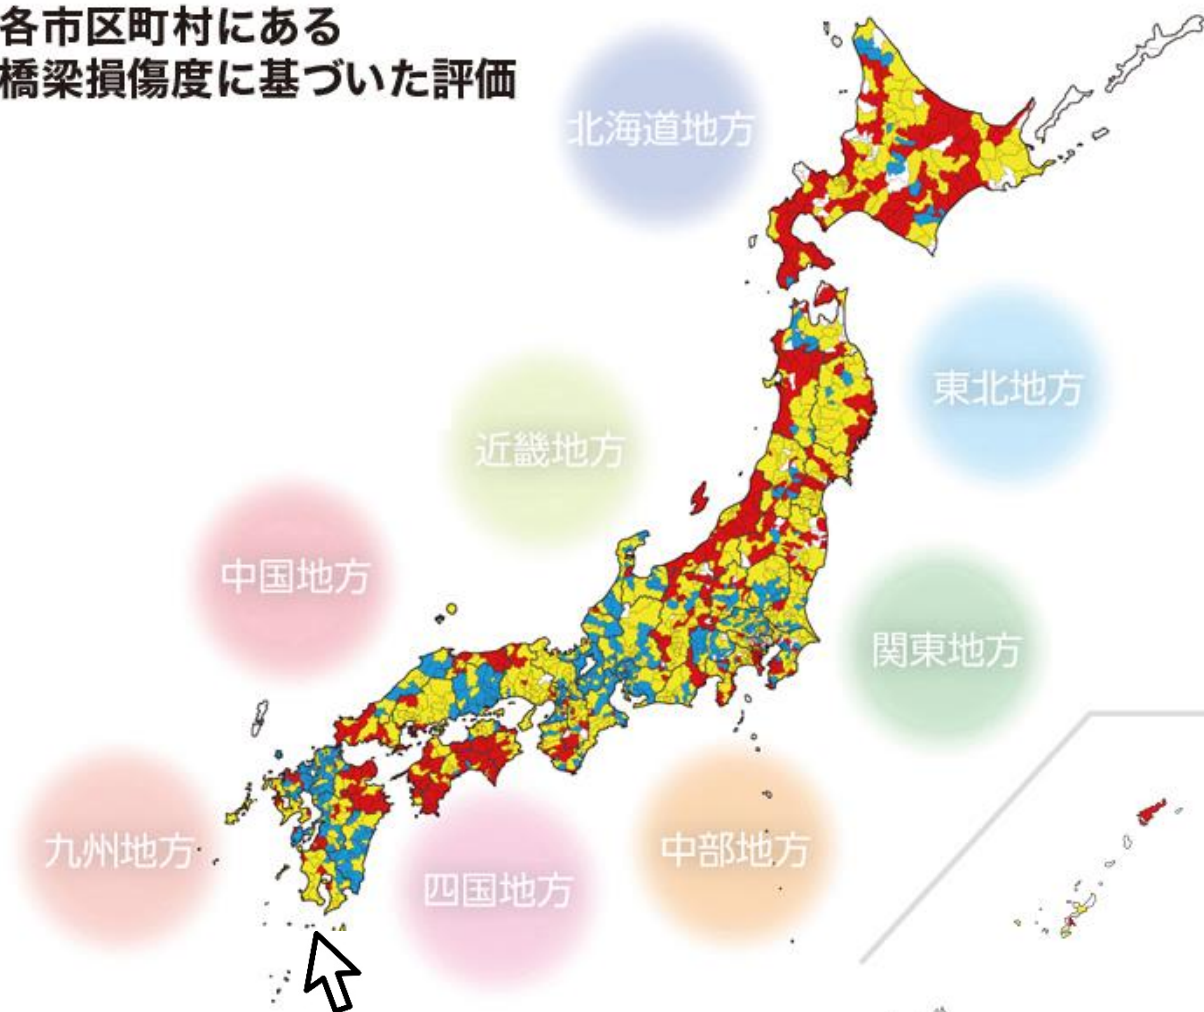 各市区町村にある
橋梁損傷度に基づいた評価
北海道地方
東北地方
近畿地方
中国地方
関東地方
九州地方
四国地方
中部地方